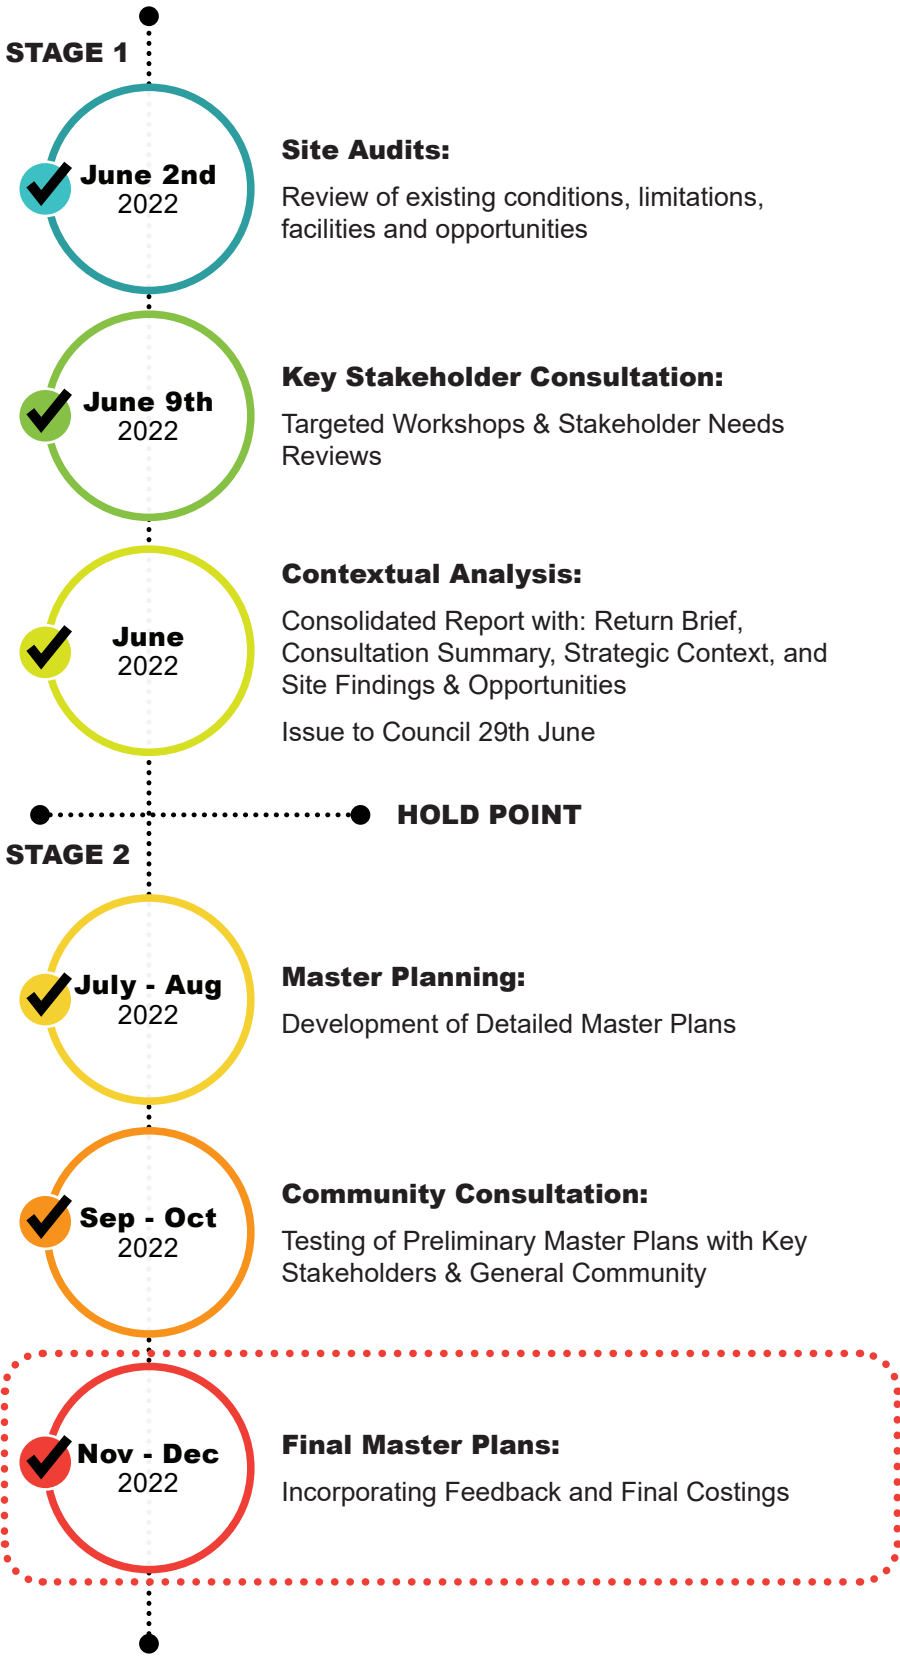 STAGE 1
June 2nd
2022
Site Audits:
Review of existing conditions, limitations,
facilities and opportunities
June 9th
2022
Key Stakeholder Consultation:
Targeted Workshops & Stakeholder Needs
Reviews
June
2022
Contextual Analysis:
Consolidated Report with: Return Brief,
Consultation Summary, Strategic Context, and
Site Findings & Opportunities
Issue to Council 29th June
HOLD POINT
STAGE 2
July - Aug
2022
Master Planning:
Development of Detailed Master Plans
Sep - Oct
2022
Community Consultation:
Testing of Preliminary Master Plans with Key
Stakeholders & General Community
Nov - Dec
2022
Final Master Plans:
Incorporating Feedback and Final Costings